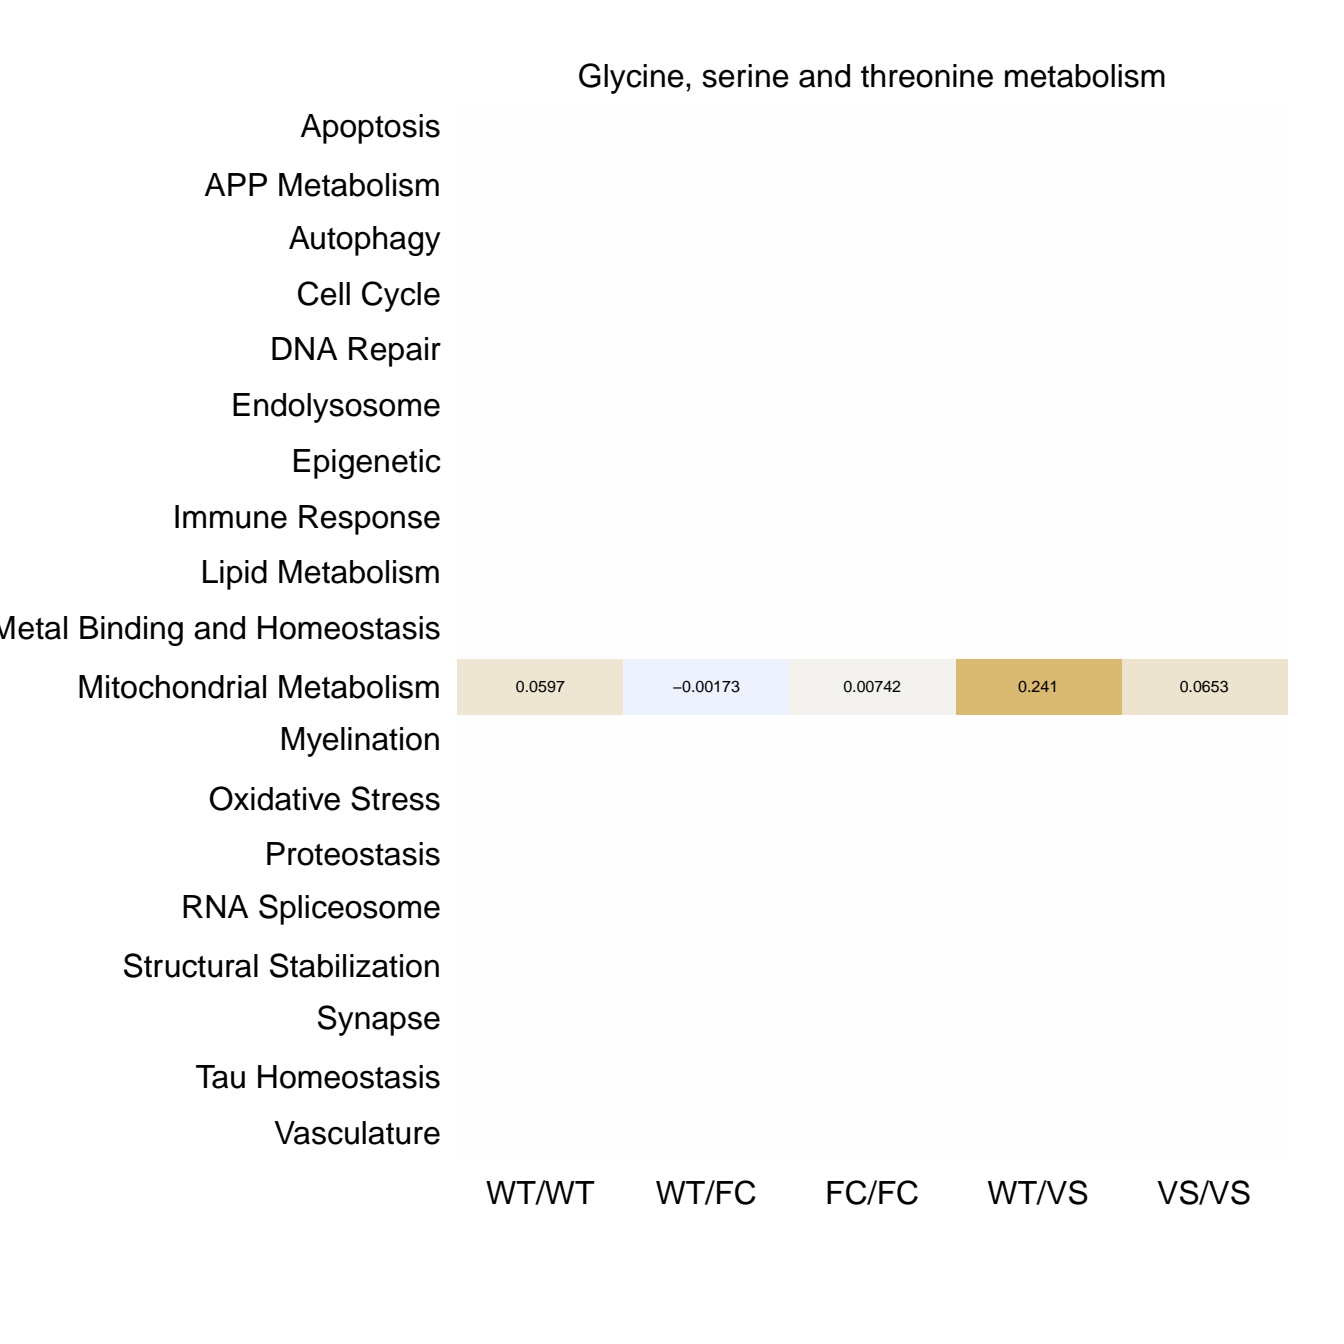 Glycine, serine and threonine metabolism
Apoptosis
APP Metabolism
Autophagy
Cell Cycle
DNA Repair
Endolysosome
Epigenetic
Immune Response
Lipid Metabolism
Metal Binding and Homeostasis
Mitochondrial Metabolism 0.0597 −0.00173 0.00742 0.241 0.0653
Myelination
Oxidative Stress
Proteostasis
RNA Spliceosome
Structural Stabilization
Synapse
Tau Homeostasis
Vasculature
WT/WT WT/FC FC/FC WT/VS VS/VS